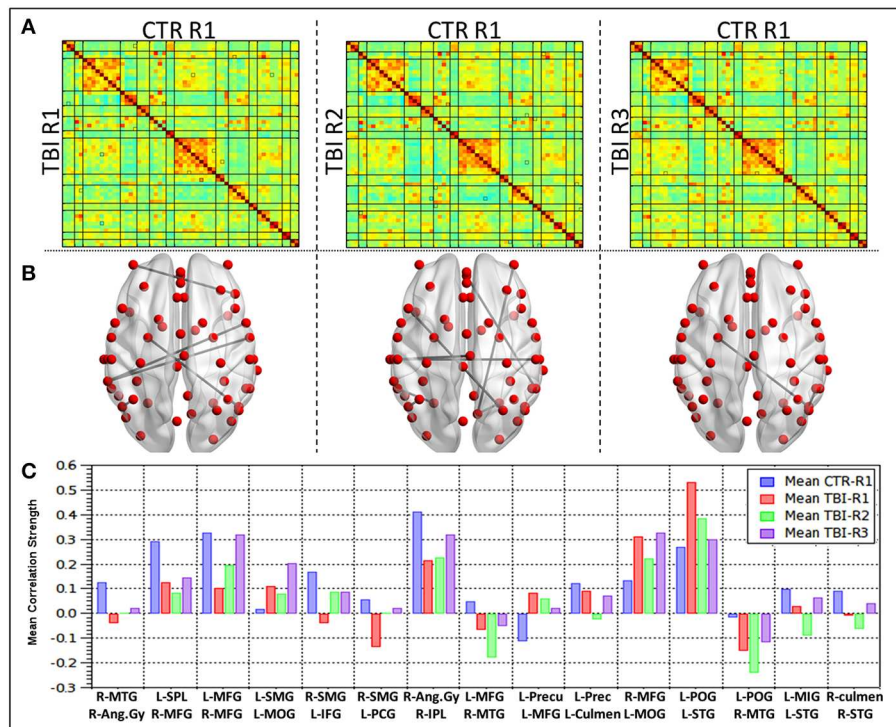 A
CTR R1 CTR R1 CTR R1
TBI R1 TBI R2 TBI R3
B
C
0.6
0.5
0.4
0.3
0.2
0.1
0.0
-0.1
-0.2
-0.3
Mean Correlation Strength
Mean CTR-R1
Mean TBI-R1
Mean TBI-R2
Mean TBI-R3
R-MTG L-SPL L-MFG L-SMG R-SMG R-SMG R-Ang.Gy L-MFG L-Precu L-Prec R-MFG L-POG L-POG L-MIG R-culmen
R-Ang.Gy R-MFG R-MFG L-MOG L-IFG L-PCG R-IPL R-MTG L-MFG L-Culmen L-MOG L-STG R-MTG L-STG R-STG